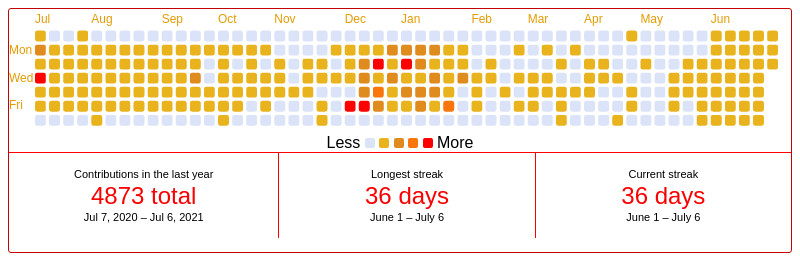 Jul Aug Sep Oct Nov Dec Jan Feb Mar Apr May Jun
Mon
Wed
Fri
Less More
Contributions in the last year
4873 total
Jul 7, 2020 – Jul 6, 2021
Longest streak
36 days
June 1 – July 6
Current streak
36 days
June 1 – July 6